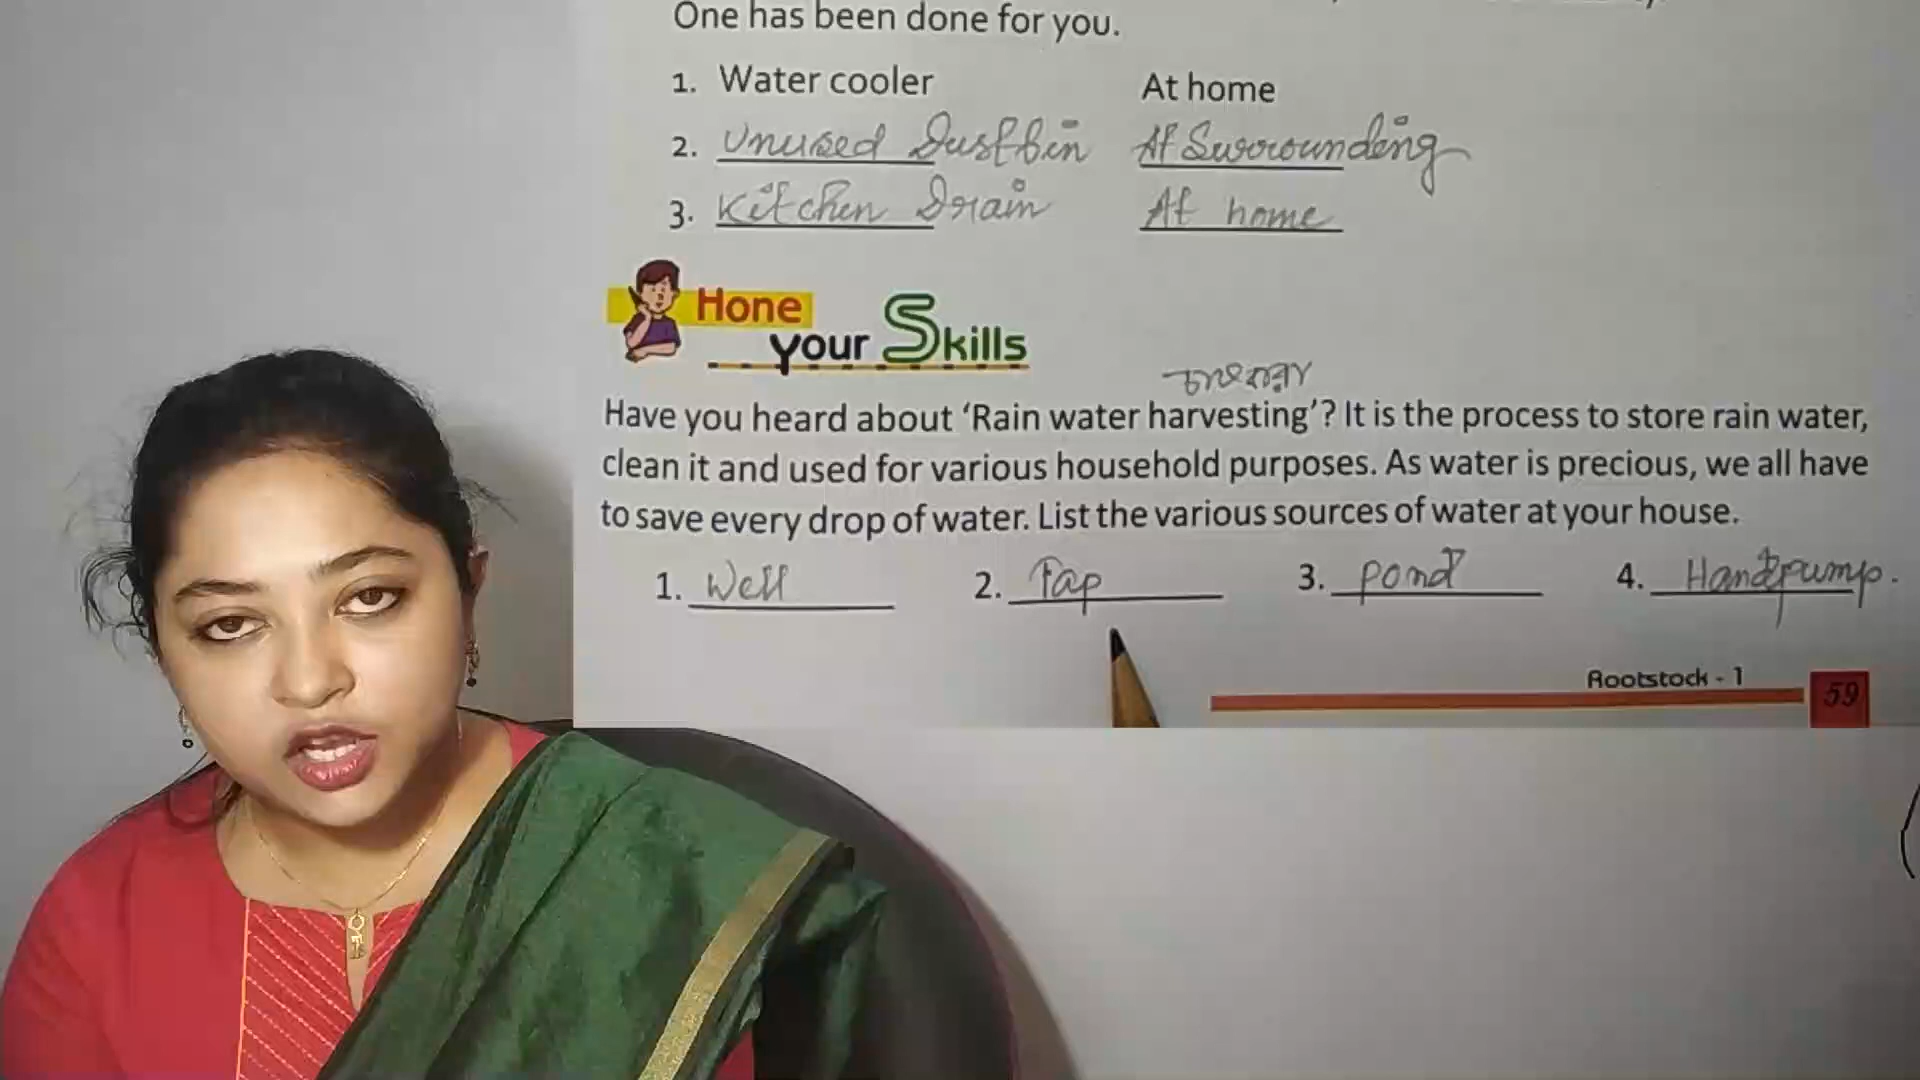 One has been done for you.
1. Water cooler At home
2. Unused Dustbin At Surrounding
3. Kitchen Drain At home
Hone
your Skills
Have you heard about ‘Rain water harvesting’? It is the process to store rain water,
clean it and used for various household purposes. As water is precious, we all have
to save every drop of water. List the various sources of water at your house.
1. Well 2. Tap 3. pond 4. Handpump.
Rootstock - 1 59